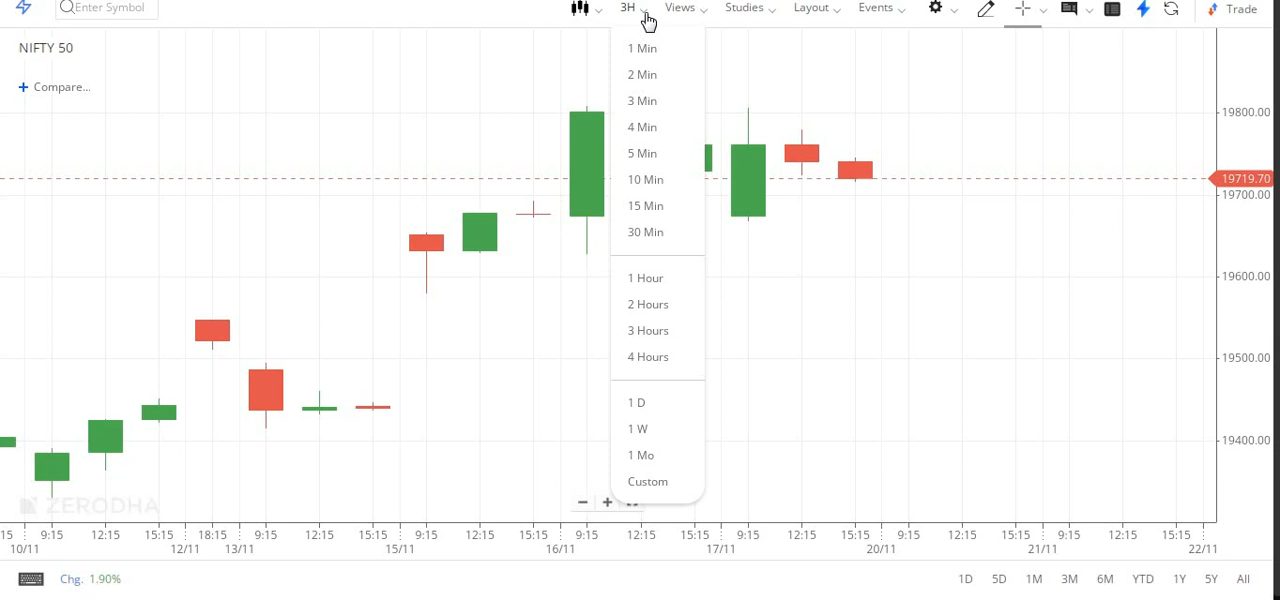 Enter Symbol
3H
Views
Studies
Layout
Events
Trade
NIFTY 50
+ Compare...
1 Min
2 Min
3 Min
4 Min
5 Min
10 Min
15 Min
30 Min
1 Hour
2 Hours
3 Hours
4 Hours
1 D
1 W
1 Mo
Custom
19800.00
19719.70
19700.00
19600.00
19500.00
19400.00
ZERODHA
15 9:15 12:15 15:15 18:15 9:15 12:15 15:15 9:15 12:15 15:15 9:15 12:15 15:15 9:15 12:15 15:15 9:15 12:15 15:15 9:15 12:15 15:15
10/11 12/11 13/11 15/11 16/11 17/11 20/11 21/11 22/11
Chg. 1.90%
1D 5D 1M 3M 6M YTD 1Y 5Y All